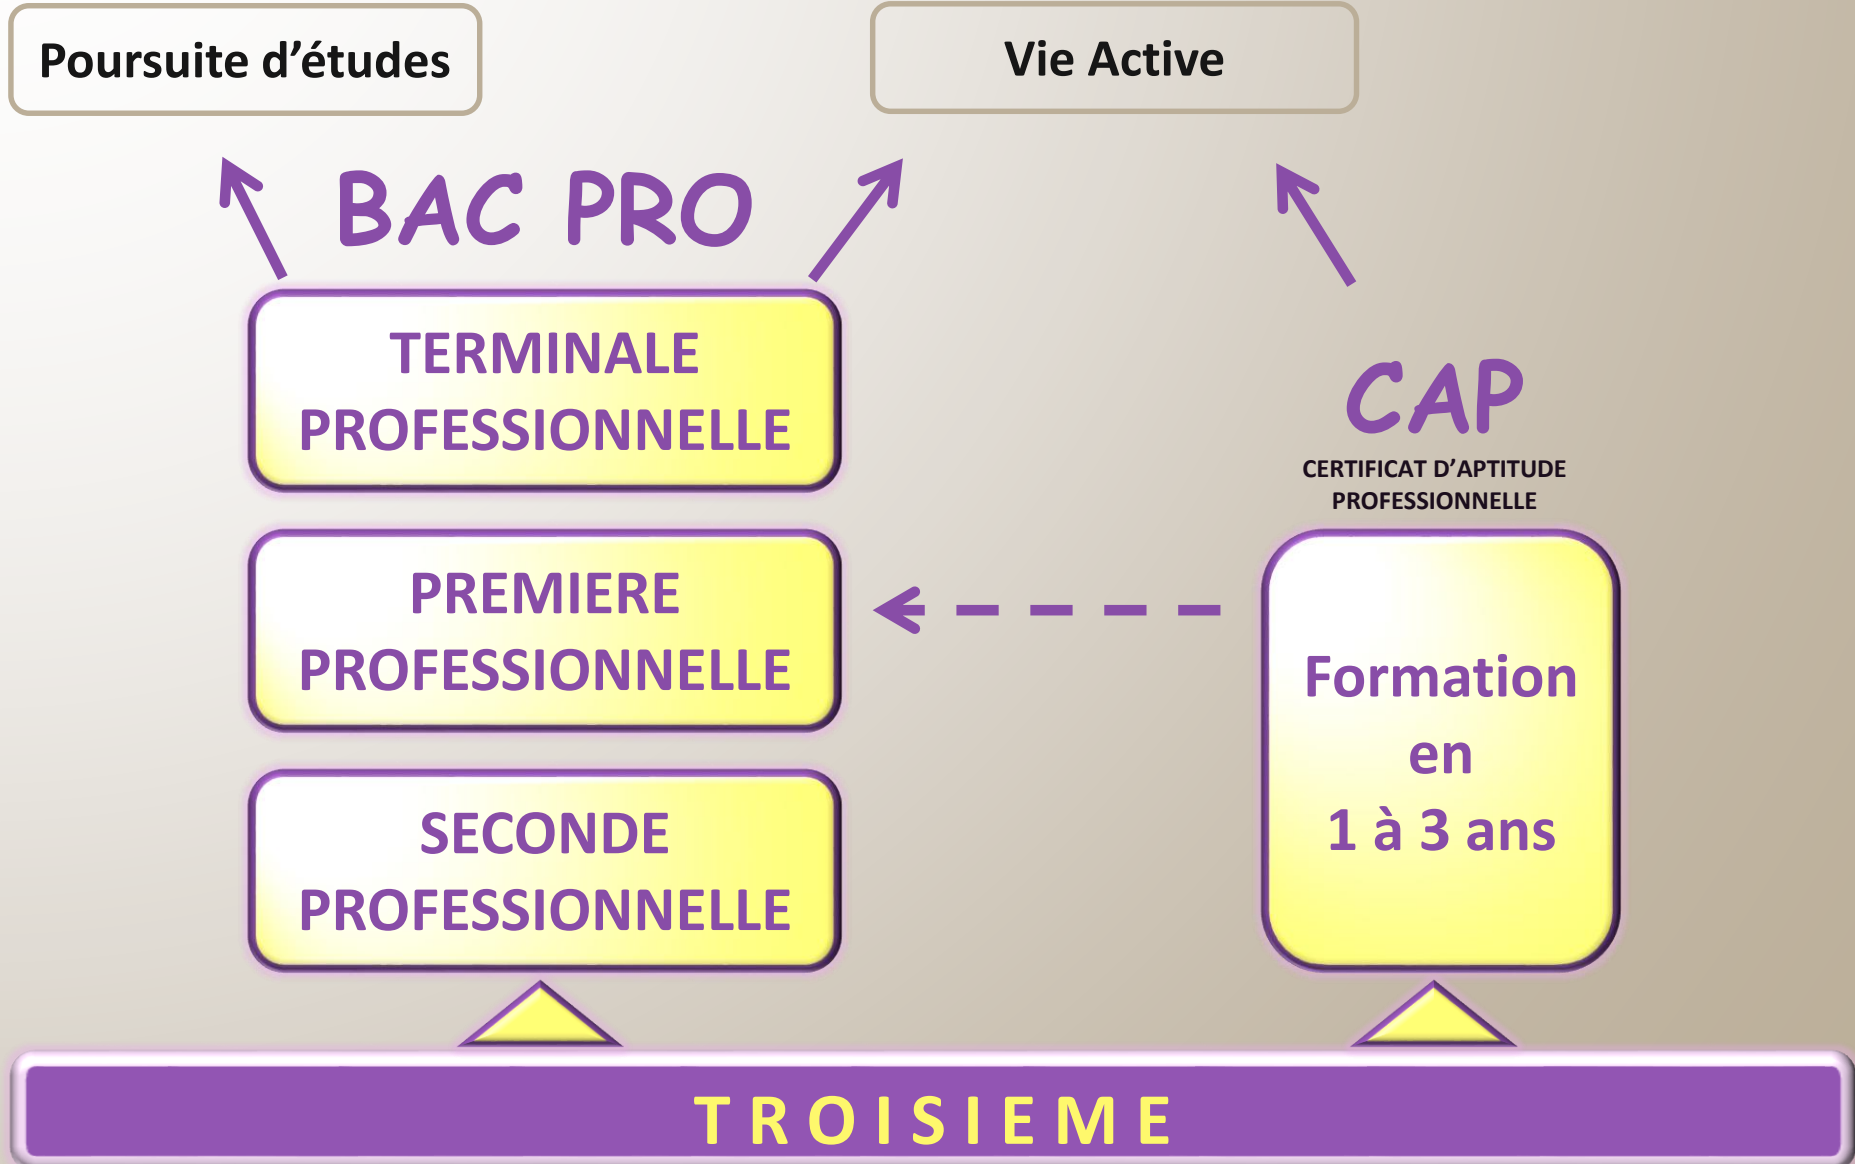 Poursuite d’études
Vie Active
BAC PRO
TERMINALE
PROFESSIONNELLE
CAP
CERTIFICAT D’APTITUDE
PROFESSIONNELLE
PREMIERE
PROFESSIONNELLE
Formation
en
1 à 3 ans
SECONDE
PROFESSIONNELLE
TROISIEME